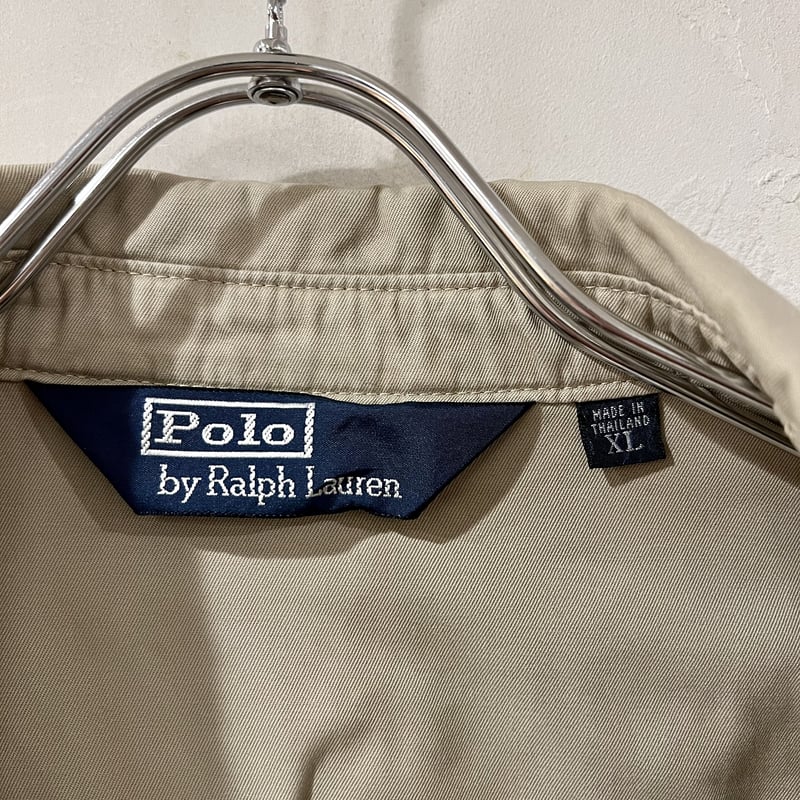 Polo
by Ralph Lauren
MADE IN
THAILAND
XL